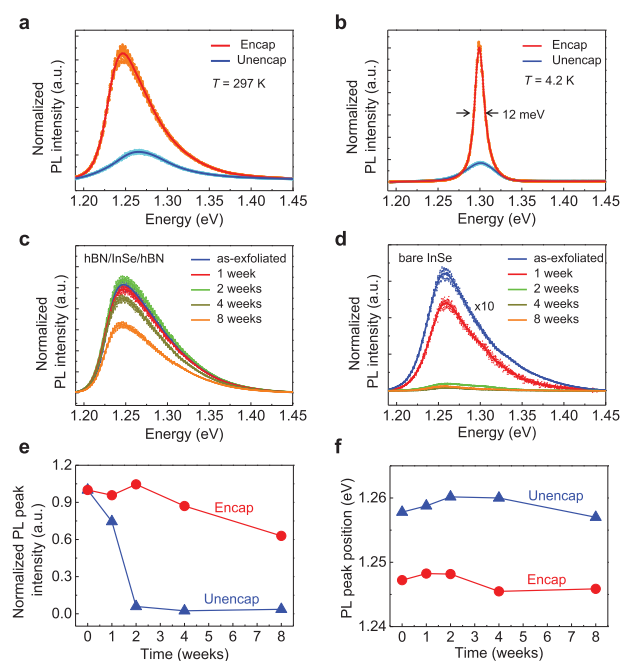 a
Normalized
PL intensity (a.u.)
Encap
Unencap
T = 297 K
1.20 1.25 1.30 1.35 1.40 1.45
Energy (eV)
b
Normalized
PL intensity (a.u.)
Encap
Unencap
T = 4.2 K
12 meV
1.20 1.25 1.30 1.35 1.40 1.45
Energy (eV)
c
Normalized
PL intensity (a.u.)
hBN/InSe/hBN
as-exfoliated
1 week
2 weeks
4 weeks
8 weeks
1.20 1.25 1.30 1.35 1.40 1.45
Energy (eV)
d
Normalized
PL intensity (a.u.)
bare InSe
as-exfoliated
1 week
2 weeks
4 weeks
8 weeks
x10
1.20 1.25 1.30 1.35 1.40 1.45
Energy (eV)
e
Normalized PL peak
intensity (a.u.)
1.2
0.9
0.6
0.3
0.0
Encap
Unencap
0 1 2 3 4 5 6 7 8
Time (weeks)
f
PL peak position (eV)
1.26
1.25
1.24
Unencap
Encap
0 1 2 3 4 5 6 7 8
Time (weeks)